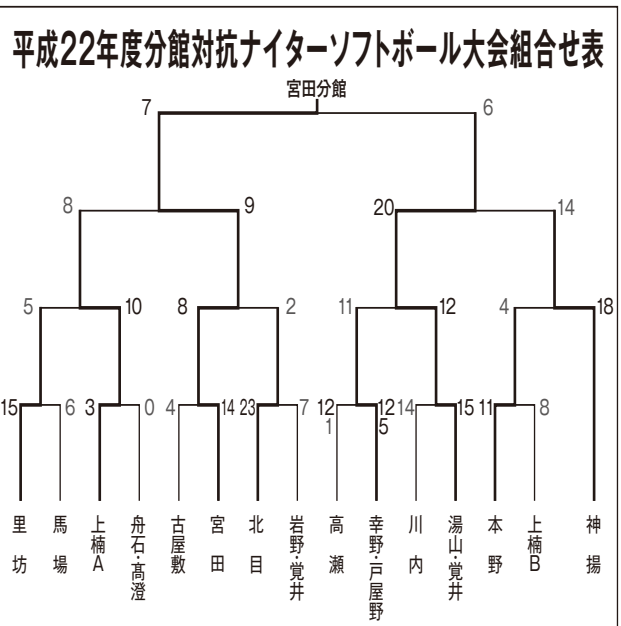 平成22年度分館対抗ナイターソフトボール大会組合せ表
宮田分館
7 6
8 9 20 14
5 10 8 2 11 12 4 18
15 6 3 0 4 14 23 7 12 12 14 15 11 8
1 5
里坊
馬場
上楠A
舟石・髙澄
古屋敷
宮田
北目
岩野・覚井
高瀬
幸野・戸屋野
川内
湯山・覚井
本野
上楠B
神揚